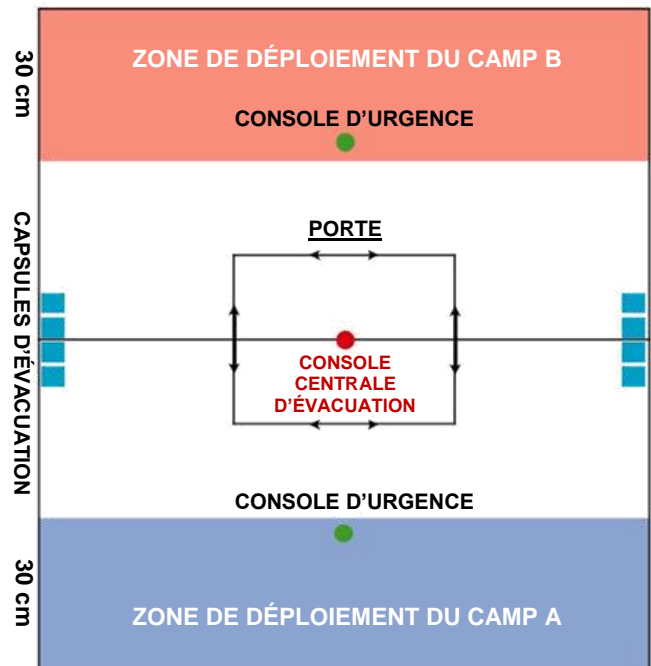 ZONE DE DÉPLOIEMENT DU CAMP B
30 cm
CONSOLE D'URGENCE
PORTE
CAPSULES D'ÉVACUATION
CONSOLE
CENTRALE
D'ÉVACUATION
CONSOLE D'URGENCE
30 cm
ZONE DE DÉPLOIEMENT DU CAMP A